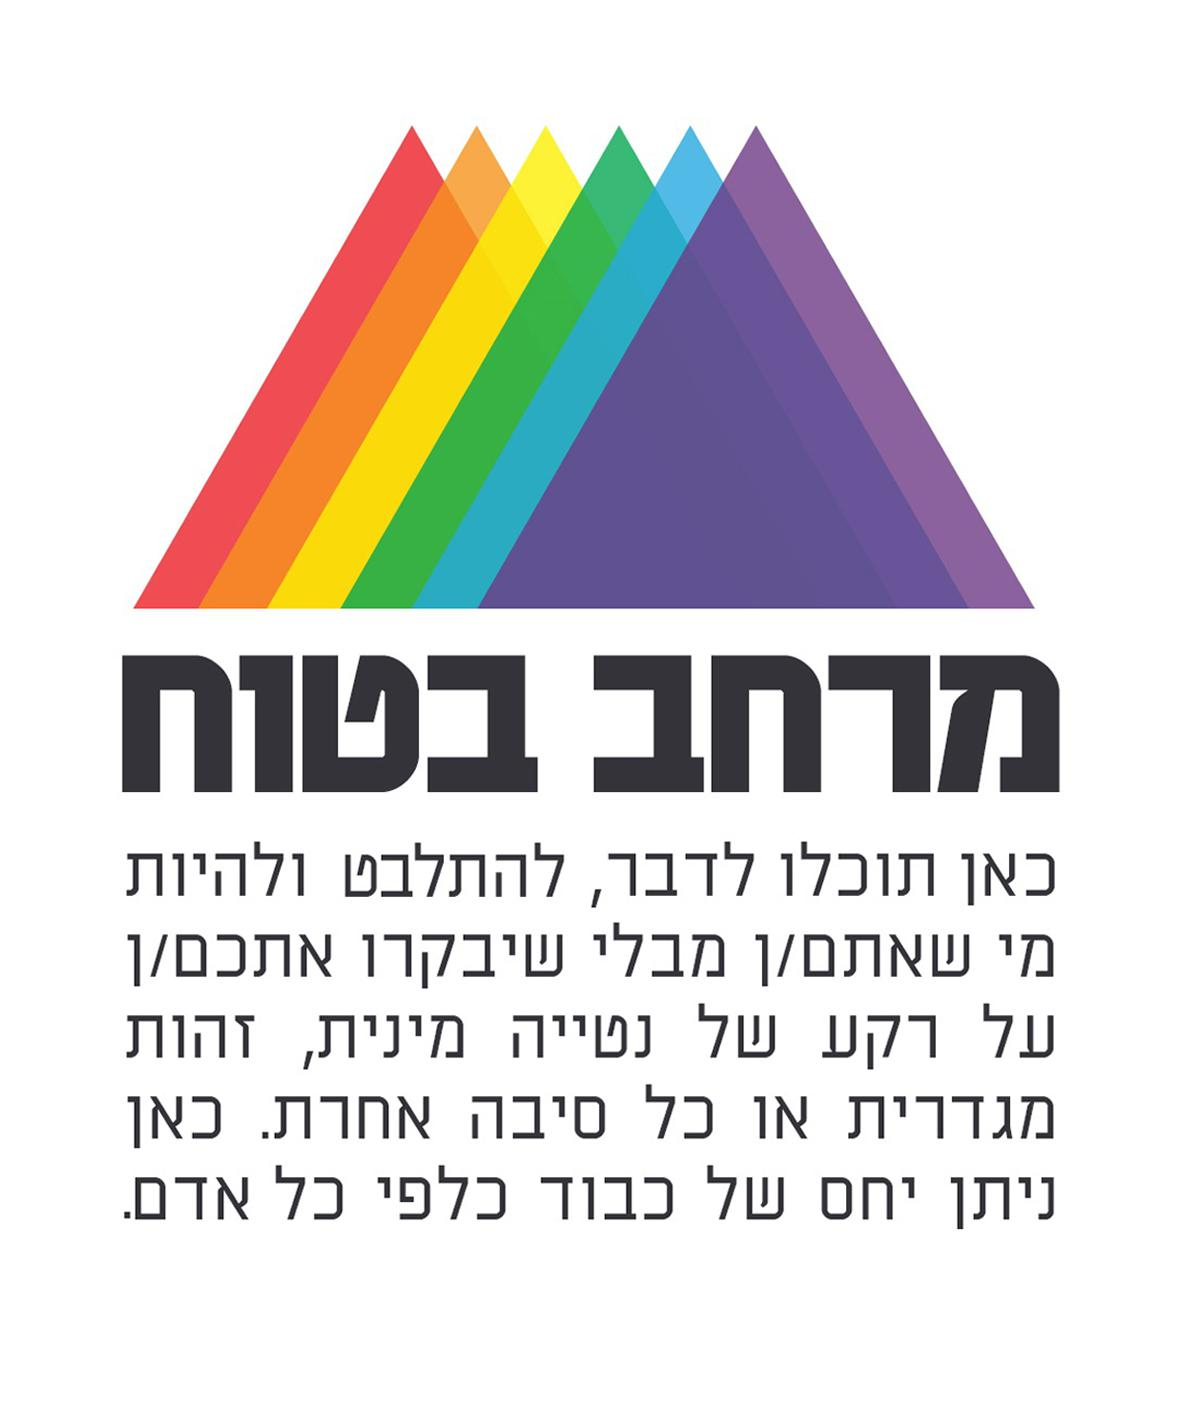 מרחב בטוח
כאן תוכלו לדבר, להתלבט ולהיות
מי שאתם/ן מבלי שיבקרו אתכם/ן
על רקע של נטייה מינית, זהות
מגדרית או כל סיבה אחרת. כאן
ניתן יחס של כבוד כלפי כל אדם.